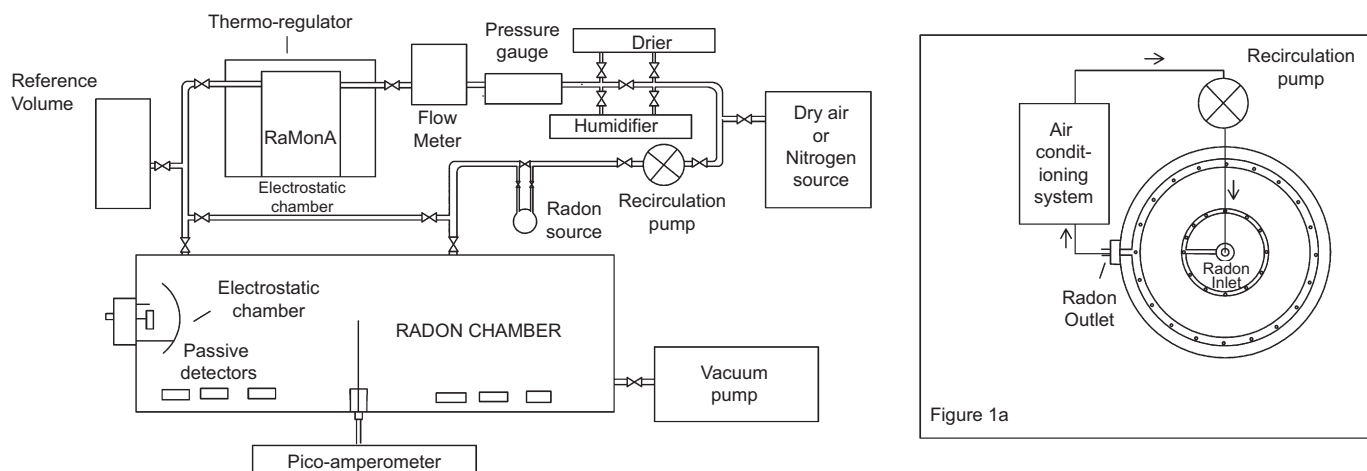 Thermo-regulator
Reference
Volume
RaMonA
Electrostatic
chamber
Flow
Meter
Pressure
gauge
Drier
Humidifier
Dry air
or
Nitrogen
source
Recirculation
pump
Radon
source
Electrostatic
chamber
RADON CHAMBER
Passive
detectors
Vacuum
pump
Pico-amperometer
Recirculation
pump
Air
condit-
ioning
system
Radon
Inlet
Radon
Outlet
Figure 1a